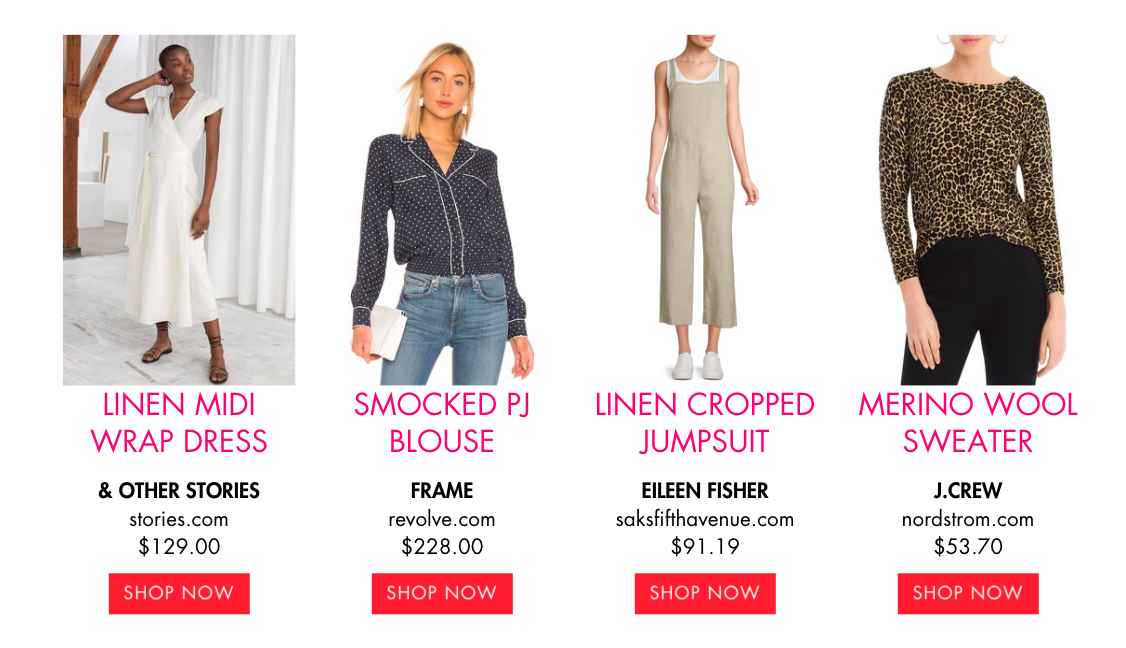 LINEN MIDI
WRAP DRESS
& OTHER STORIES
stories.com
$129.00
SHOP NOW
SMOCKED PJ
BLOUSE
FRAME
revolve.com
$228.00
SHOP NOW
LINEN CROPPED
JUMPSUIT
EILEEN FISHER
saksfifthavenue.com
$91.19
SHOP NOW
MERINO WOOL
SWEATER
J.CREW
nordstrom.com
$53.70
SHOP NOW